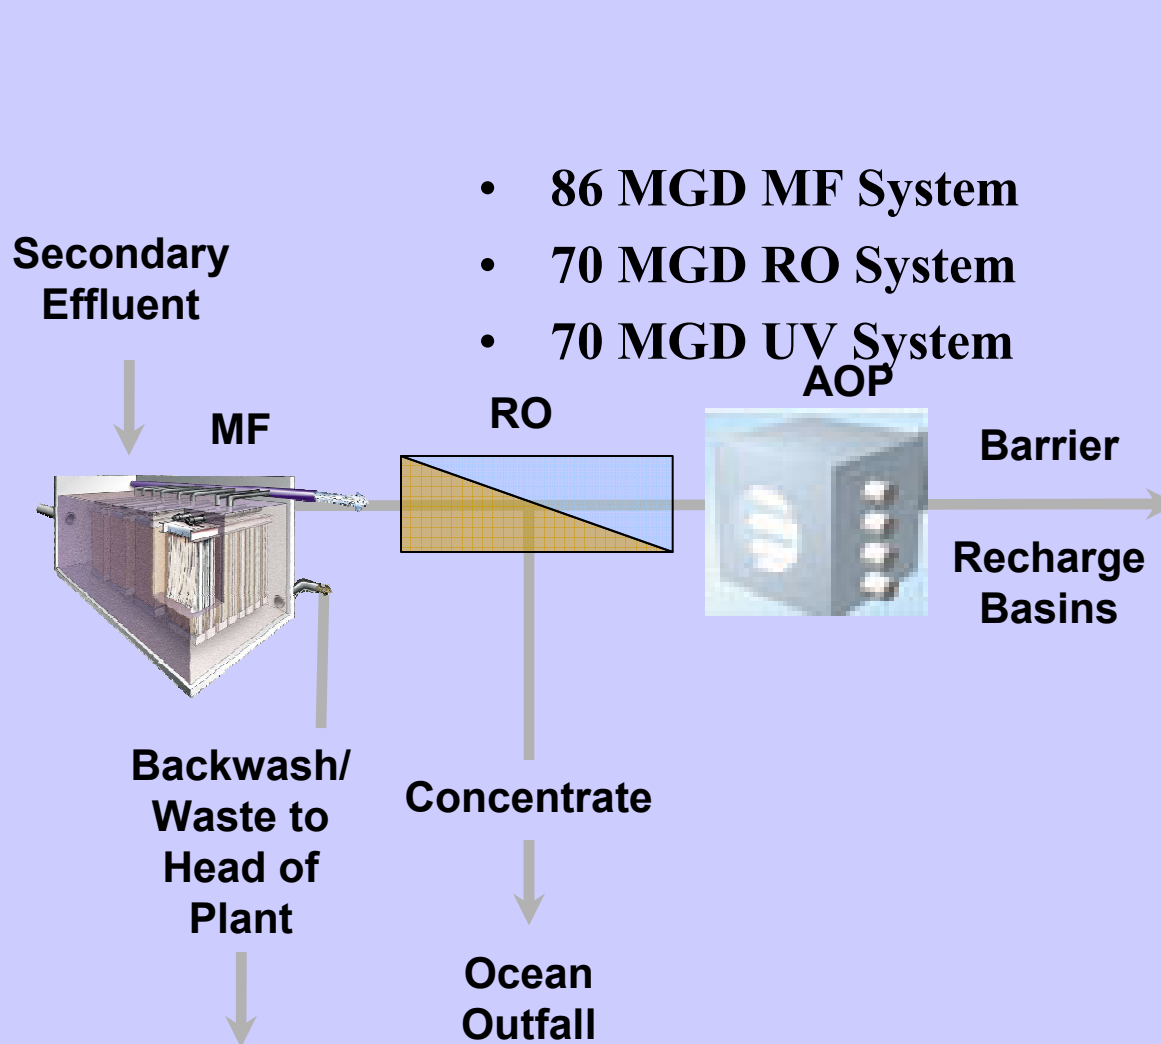 • 86 MGD MF System
• 70 MGD RO System
• 70 MGD UV System
Secondary
Effluent
MF
RO
AOP
Barrier
Recharge
Basins
Backwash/
Waste to
Head of
Plant
Concentrate
Ocean
Outfall